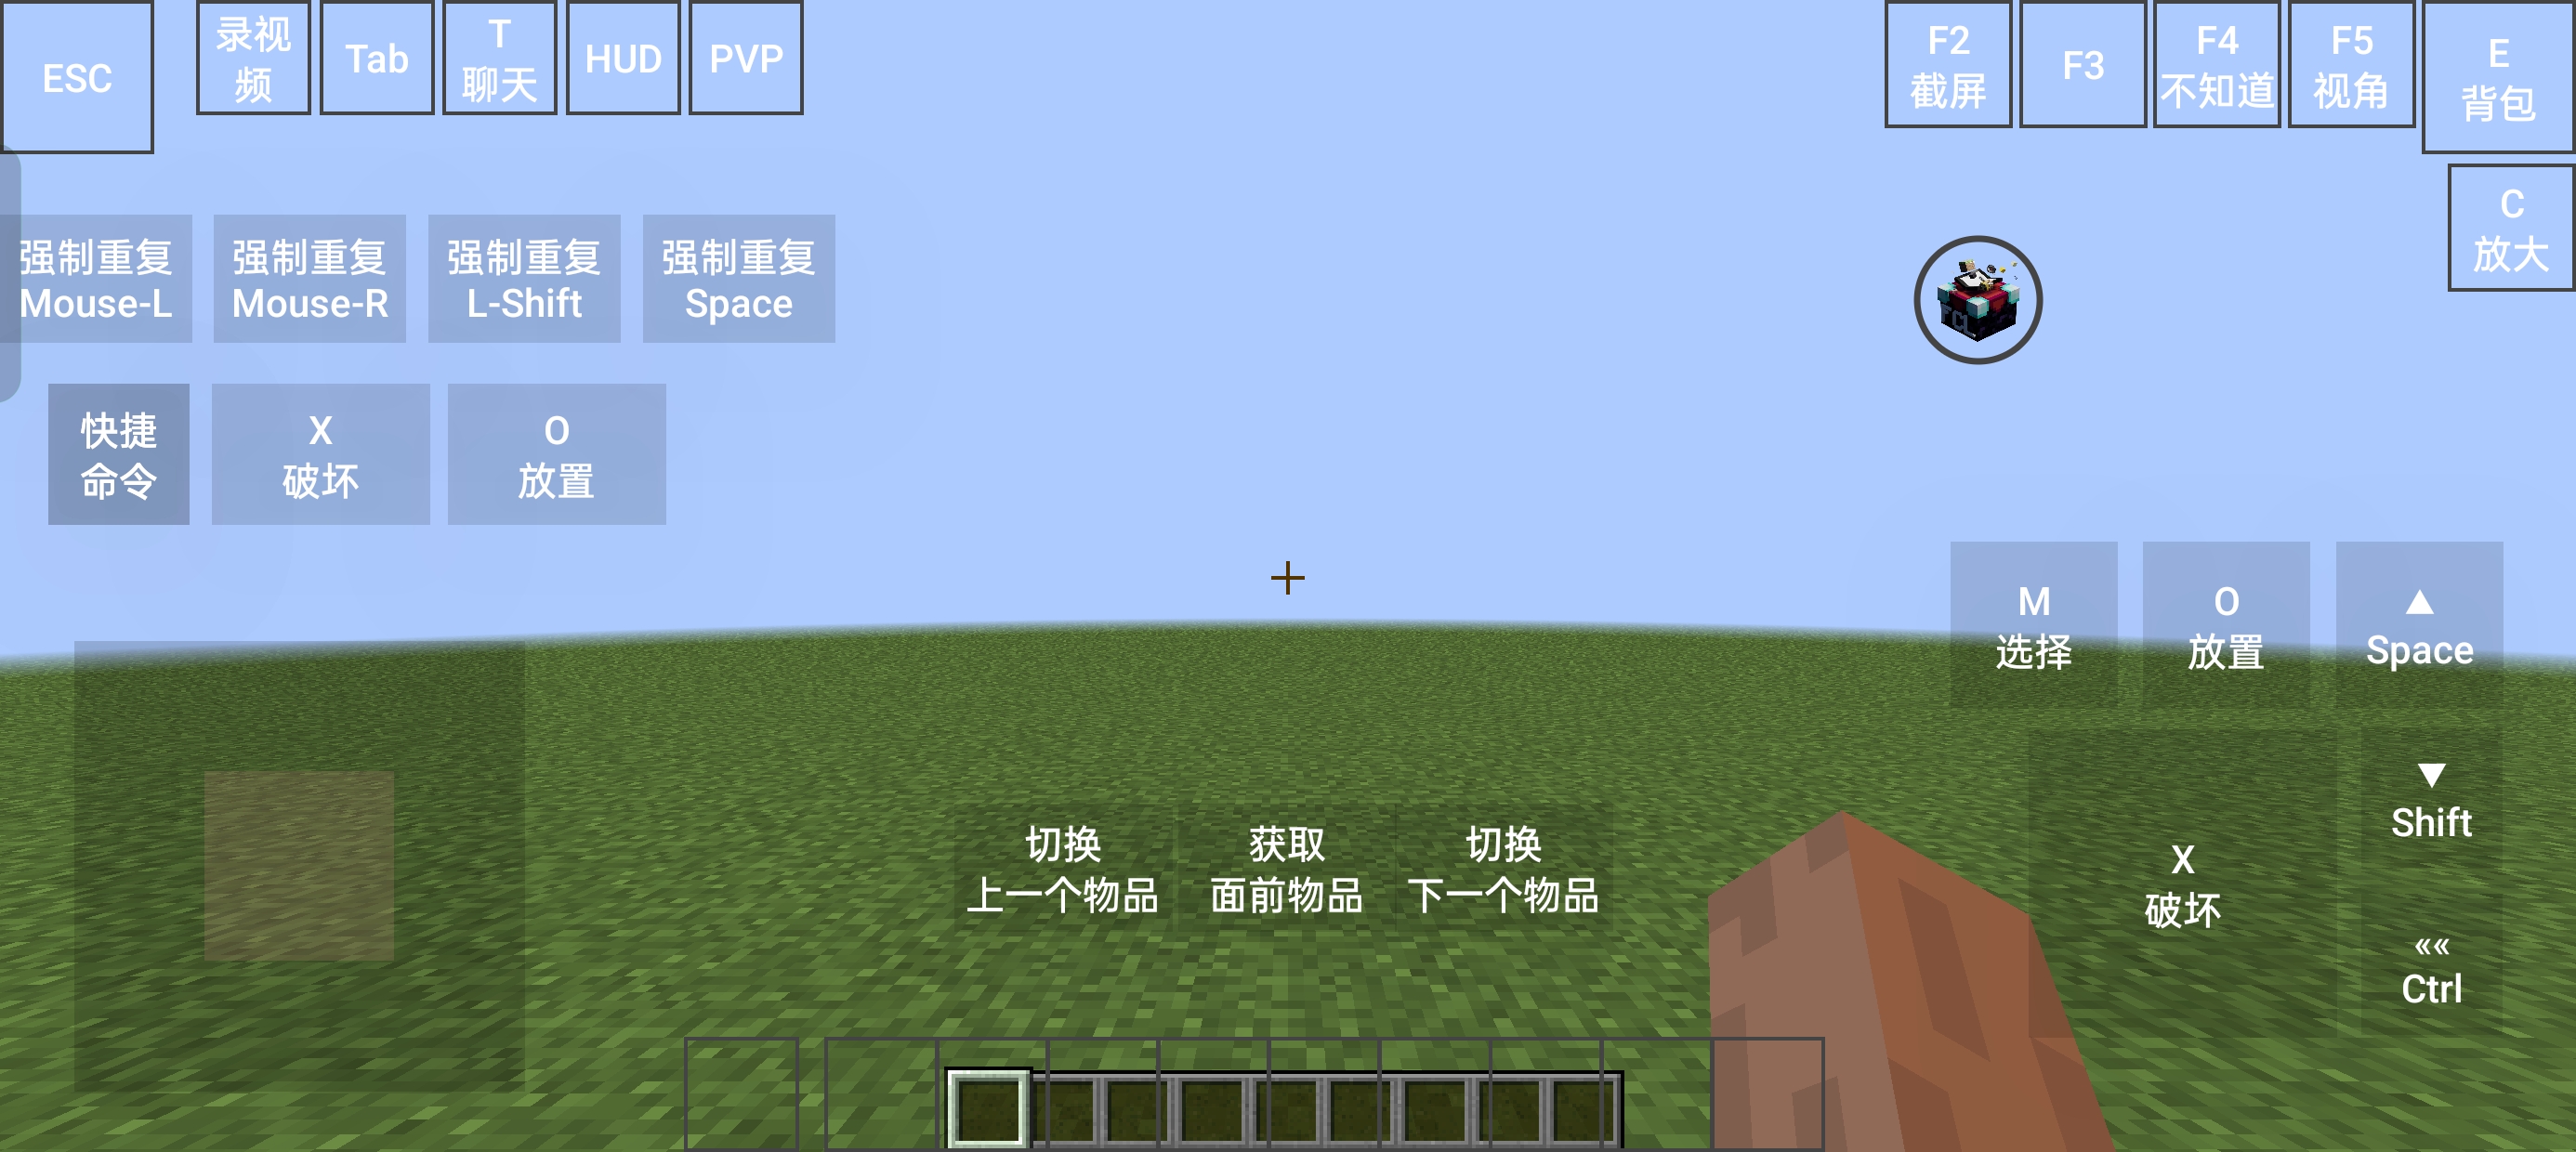 ESC
录视
频
Tab
T
聊天
HUD
PVP
F2
截屏
F3
F4
不知道
F5
视角
E
背包
C
放大
强制重复
Mouse-L
强制重复
Mouse-R
强制重复
L-Shift
强制重复
Space
FCL
快捷
命令
X
破坏
O
放置
M
选择
O
放置
▲
Space
▼
Shift
切换
上一个物品
获取
面前物品
切换
下一个物品
X
破坏
««
Ctrl